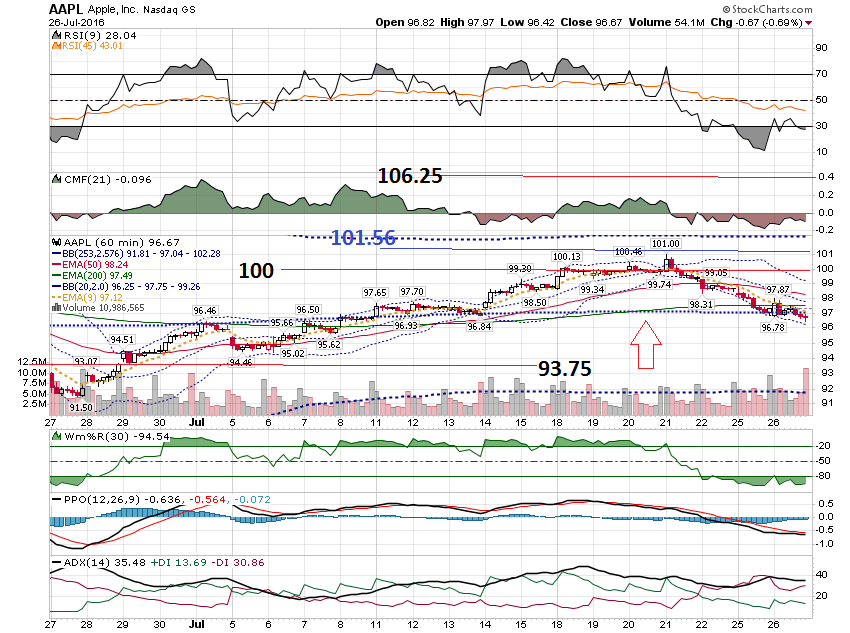 AAPL Apple, Inc. Nasdaq GS
© StockCharts.com
26-Jul-2016
Open 96.82 High 97.97 Low 96.42 Close 96.67 Volume 54.1M Chg -0.67 (-0.69%)
RSI(9) 28.04
RSI(45) 43.01
90
70
50
30
10
CMF(21) -0.096
106.25
0.4
0.2
0.0
-0.2
101.56
AAPL (60 min) 96.67
BB(253,2.576) 91.81 - 97.04 - 102.28
EMA(50) 98.24
EMA(200) 97.49
BB(20,2.0) 96.25 - 97.75 - 99.26
EMA(9) 97.12
Volume 10,986,565
100
101.00
100.46
100.13
99.30
99.05
99.74
99.34
98.50
98.31
97.87
97.65
97.70
96.46
96.50
95.66
96.93
96.84
96.78
95.62
95.02
94.51
94.46
93.07
91.50
93.75
101
100
99
98
97
96
95
94
93
92
91
12.5M
10.0M
7.5M
5.0M
2.5M
27 28 29 30 Jul 5 6 7 8 11 12 13 14 15 18 19 20 21 22 25 26
Wm%R(30) -94.54
-20
-50
-80
PPO(12,26,9) -0.636, -0.564, -0.072
0.5
0.0
-0.5
-1.0
ADX(14) 35.48 +DI 13.69 -DI 30.86
40
20
27 28 29 30 Jul 5 6 7 8 11 12 13 14 15 18 19 20 21 22 25 26